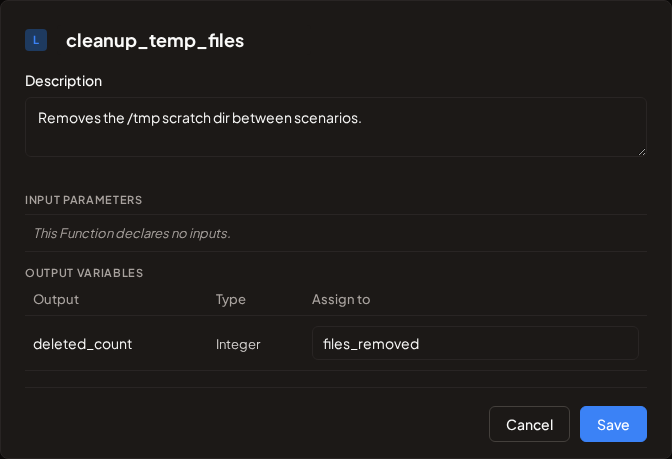 L cleanup_temp_files
Description
Removes the /tmp scratch dir between scenarios.
INPUT PARAMETERS
This Function declares no inputs.
OUTPUT VARIABLES
Output Type Assign to
deleted_count Integer files_removed
Cancel Save